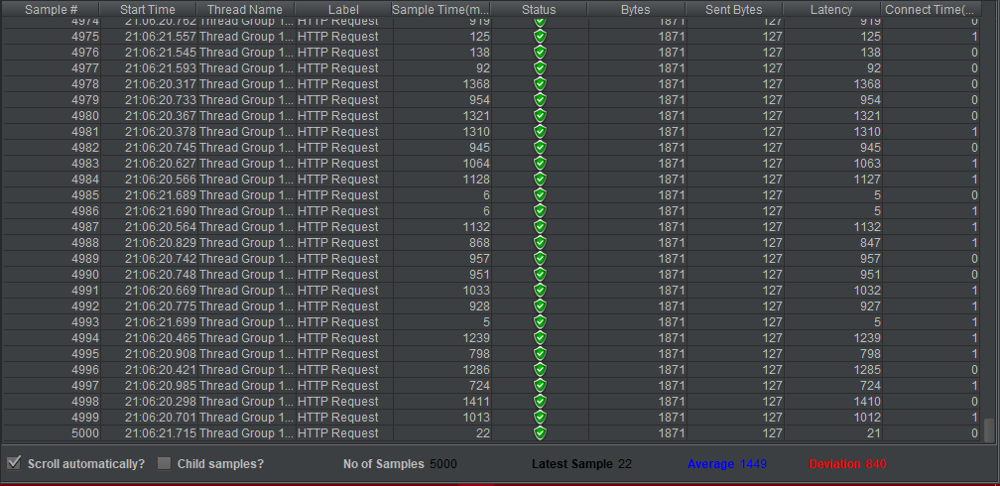 Sample # Start Time Thread Name Label Sample Time(m... Status Bytes Sent Bytes Latency Connect Time(...
4974 21:06:20.762 Thread Group 1... HTTP Request 919 1871 127 919 0
4975 21:06:21.557 Thread Group 1... HTTP Request 125 1871 127 125 1
4976 21:06:21.545 Thread Group 1... HTTP Request 138 1871 127 138 0
4977 21:06:21.593 Thread Group 1... HTTP Request 92 1871 127 92 0
4978 21:06:20.317 Thread Group 1... HTTP Request 1368 1871 127 1368 0
4979 21:06:20.733 Thread Group 1... HTTP Request 954 1871 127 954 0
4980 21:06:20.367 Thread Group 1... HTTP Request 1321 1871 127 1321 0
4981 21:06:20.378 Thread Group 1... HTTP Request 1310 1871 127 1310 1
4982 21:06:20.745 Thread Group 1... HTTP Request 945 1871 127 945 0
4983 21:06:20.627 Thread Group 1... HTTP Request 1064 1871 127 1063 1
4984 21:06:20.566 Thread Group 1... HTTP Request 1128 1871 127 1127 1
4985 21:06:21.689 Thread Group 1... HTTP Request 6 1871 127 5 0
4986 21:06:21.690 Thread Group 1... HTTP Request 6 1871 127 5 1
4987 21:06:20.564 Thread Group 1... HTTP Request 1132 1871 127 1132 1
4988 21:06:20.829 Thread Group 1... HTTP Request 868 1871 127 847 1
4989 21:06:20.742 Thread Group 1... HTTP Request 957 1871 127 957 0
4990 21:06:20.748 Thread Group 1... HTTP Request 951 1871 127 951 0
4991 21:06:20.669 Thread Group 1... HTTP Request 1033 1871 127 1032 1
4992 21:06:20.775 Thread Group 1... HTTP Request 928 1871 127 927 1
4993 21:06:21.699 Thread Group 1... HTTP Request 5 1871 127 5 1
4994 21:06:20.465 Thread Group 1... HTTP Request 1239 1871 127 1239 1
4995 21:06:20.908 Thread Group 1... HTTP Request 798 1871 127 798 1
4996 21:06:20.421 Thread Group 1... HTTP Request 1286 1871 127 1285 0
4997 21:06:20.985 Thread Group 1... HTTP Request 724 1871 127 724 1
4998 21:06:20.298 Thread Group 1... HTTP Request 1411 1871 127 1410 0
4999 21:06:20.701 Thread Group 1... HTTP Request 1013 1871 127 1012 1
5000 21:06:21.715 Thread Group 1... HTTP Request 22 1871 127 21 0
Scroll automatically? Child samples? No of Samples 5000 Latest Sample 22 Average 1449 Deviation 840